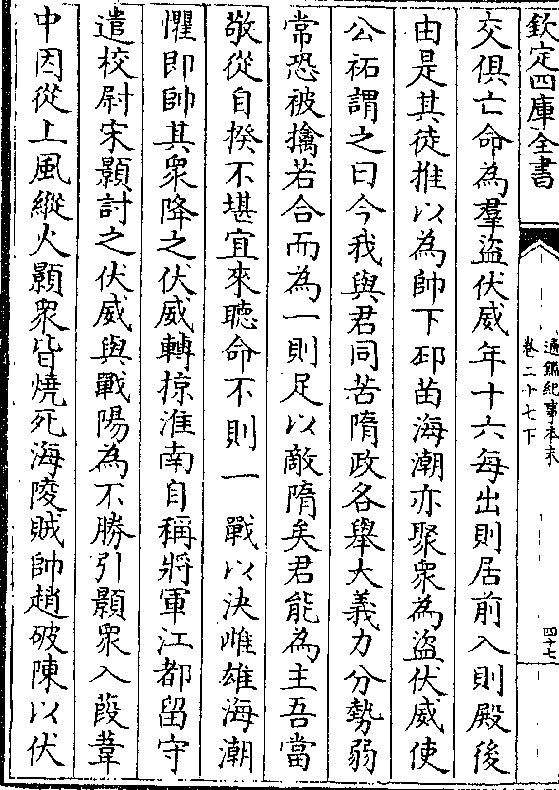 欽定四庫全書
通鑑紀事本末
卷二十七下
四十七
交俱亡命為羣盜伏威年十六每出則居前入則殿後
由是其徒推以為帥下邳苗海潮亦聚衆為盜伏威使
公祏謂之曰今我與君同苦隋政各舉大義力分勢弱
常恐被擒若合而為一則足以敵隋矣君能為主吾當
敬從自揆不堪宜來聽命不則一戰以決雌雄海潮
懼即帥其衆降之伏威轉掠淮南自稱將軍江都留守
遣校尉宋顥討之伏威與戰陽為不勝引顥衆入葭葦
中因從上風縱火顥衆皆燒死海陵賊帥趙破陳以伏